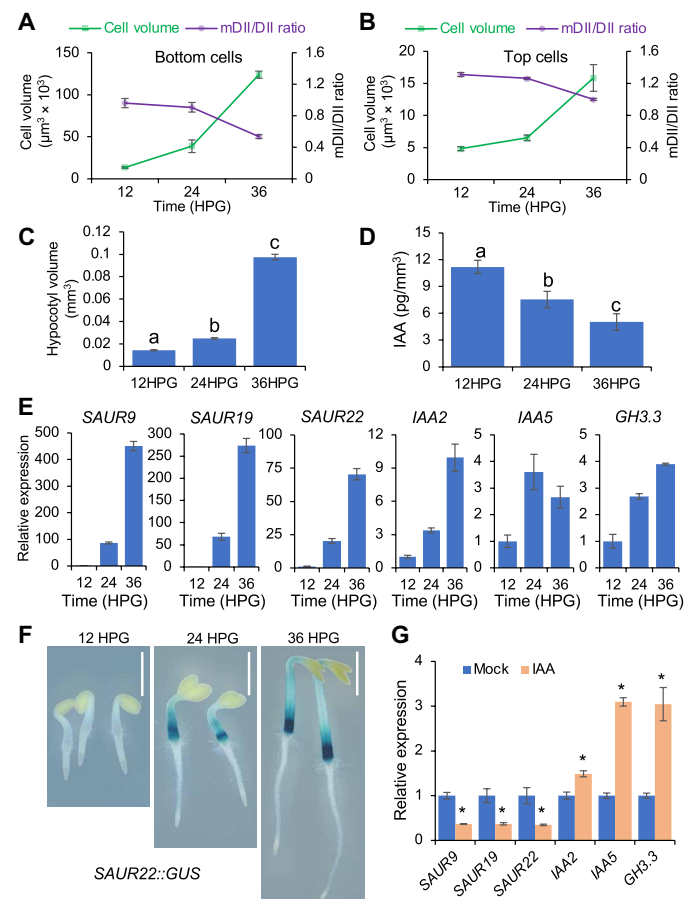 A
Cell volume mDII/DII ratio
Bottom cells
Cell volume
(µm³ × 10³)
150
100
50
0
1.6
1.2
0.8
0.4
0
mDII/DII ratio
12 24 36
Time (HPG)
B
Cell volume mDII/DII ratio
Top cells
Cell volume
(µm³ × 10³)
20
15
10
5
0
1.6
1.2
0.8
0.4
0
mDII/DII ratio
12 24 36
Time (HPG)
C
Hypocotyl volume
(mm³)
0.12
0.1
0.08
0.06
0.04
0.02
0
a b c
12HPG 24HPG 36HPG
D
IAA (pg/mm³)
15
12
9
6
3
0
a b c
12HPG 24HPG 36HPG
E
Relative expression
SAUR9
500
400
300
200
100
0
12 24 36
Time (HPG)
SAUR19
300
250
200
150
100
50
0
12 24 36
Time (HPG)
SAUR22
100
75
50
25
0
12 24 36
Time (HPG)
IAA2
12
9
6
3
0
12 24 36
Time (HPG)
IAA5
5
4
3
2
1
0
12 24 36
Time (HPG)
GH3.3
5
4
3
2
1
0
12 24 36
Time (HPG)
F
12 HPG 24 HPG 36 HPG
SAUR22::GUS
G
Mock IAA
Relative expression
4
3
2
1
0
* * * * * *
SAUR9 SAUR19 SAUR22 IAA2 IAA5 GH3.3